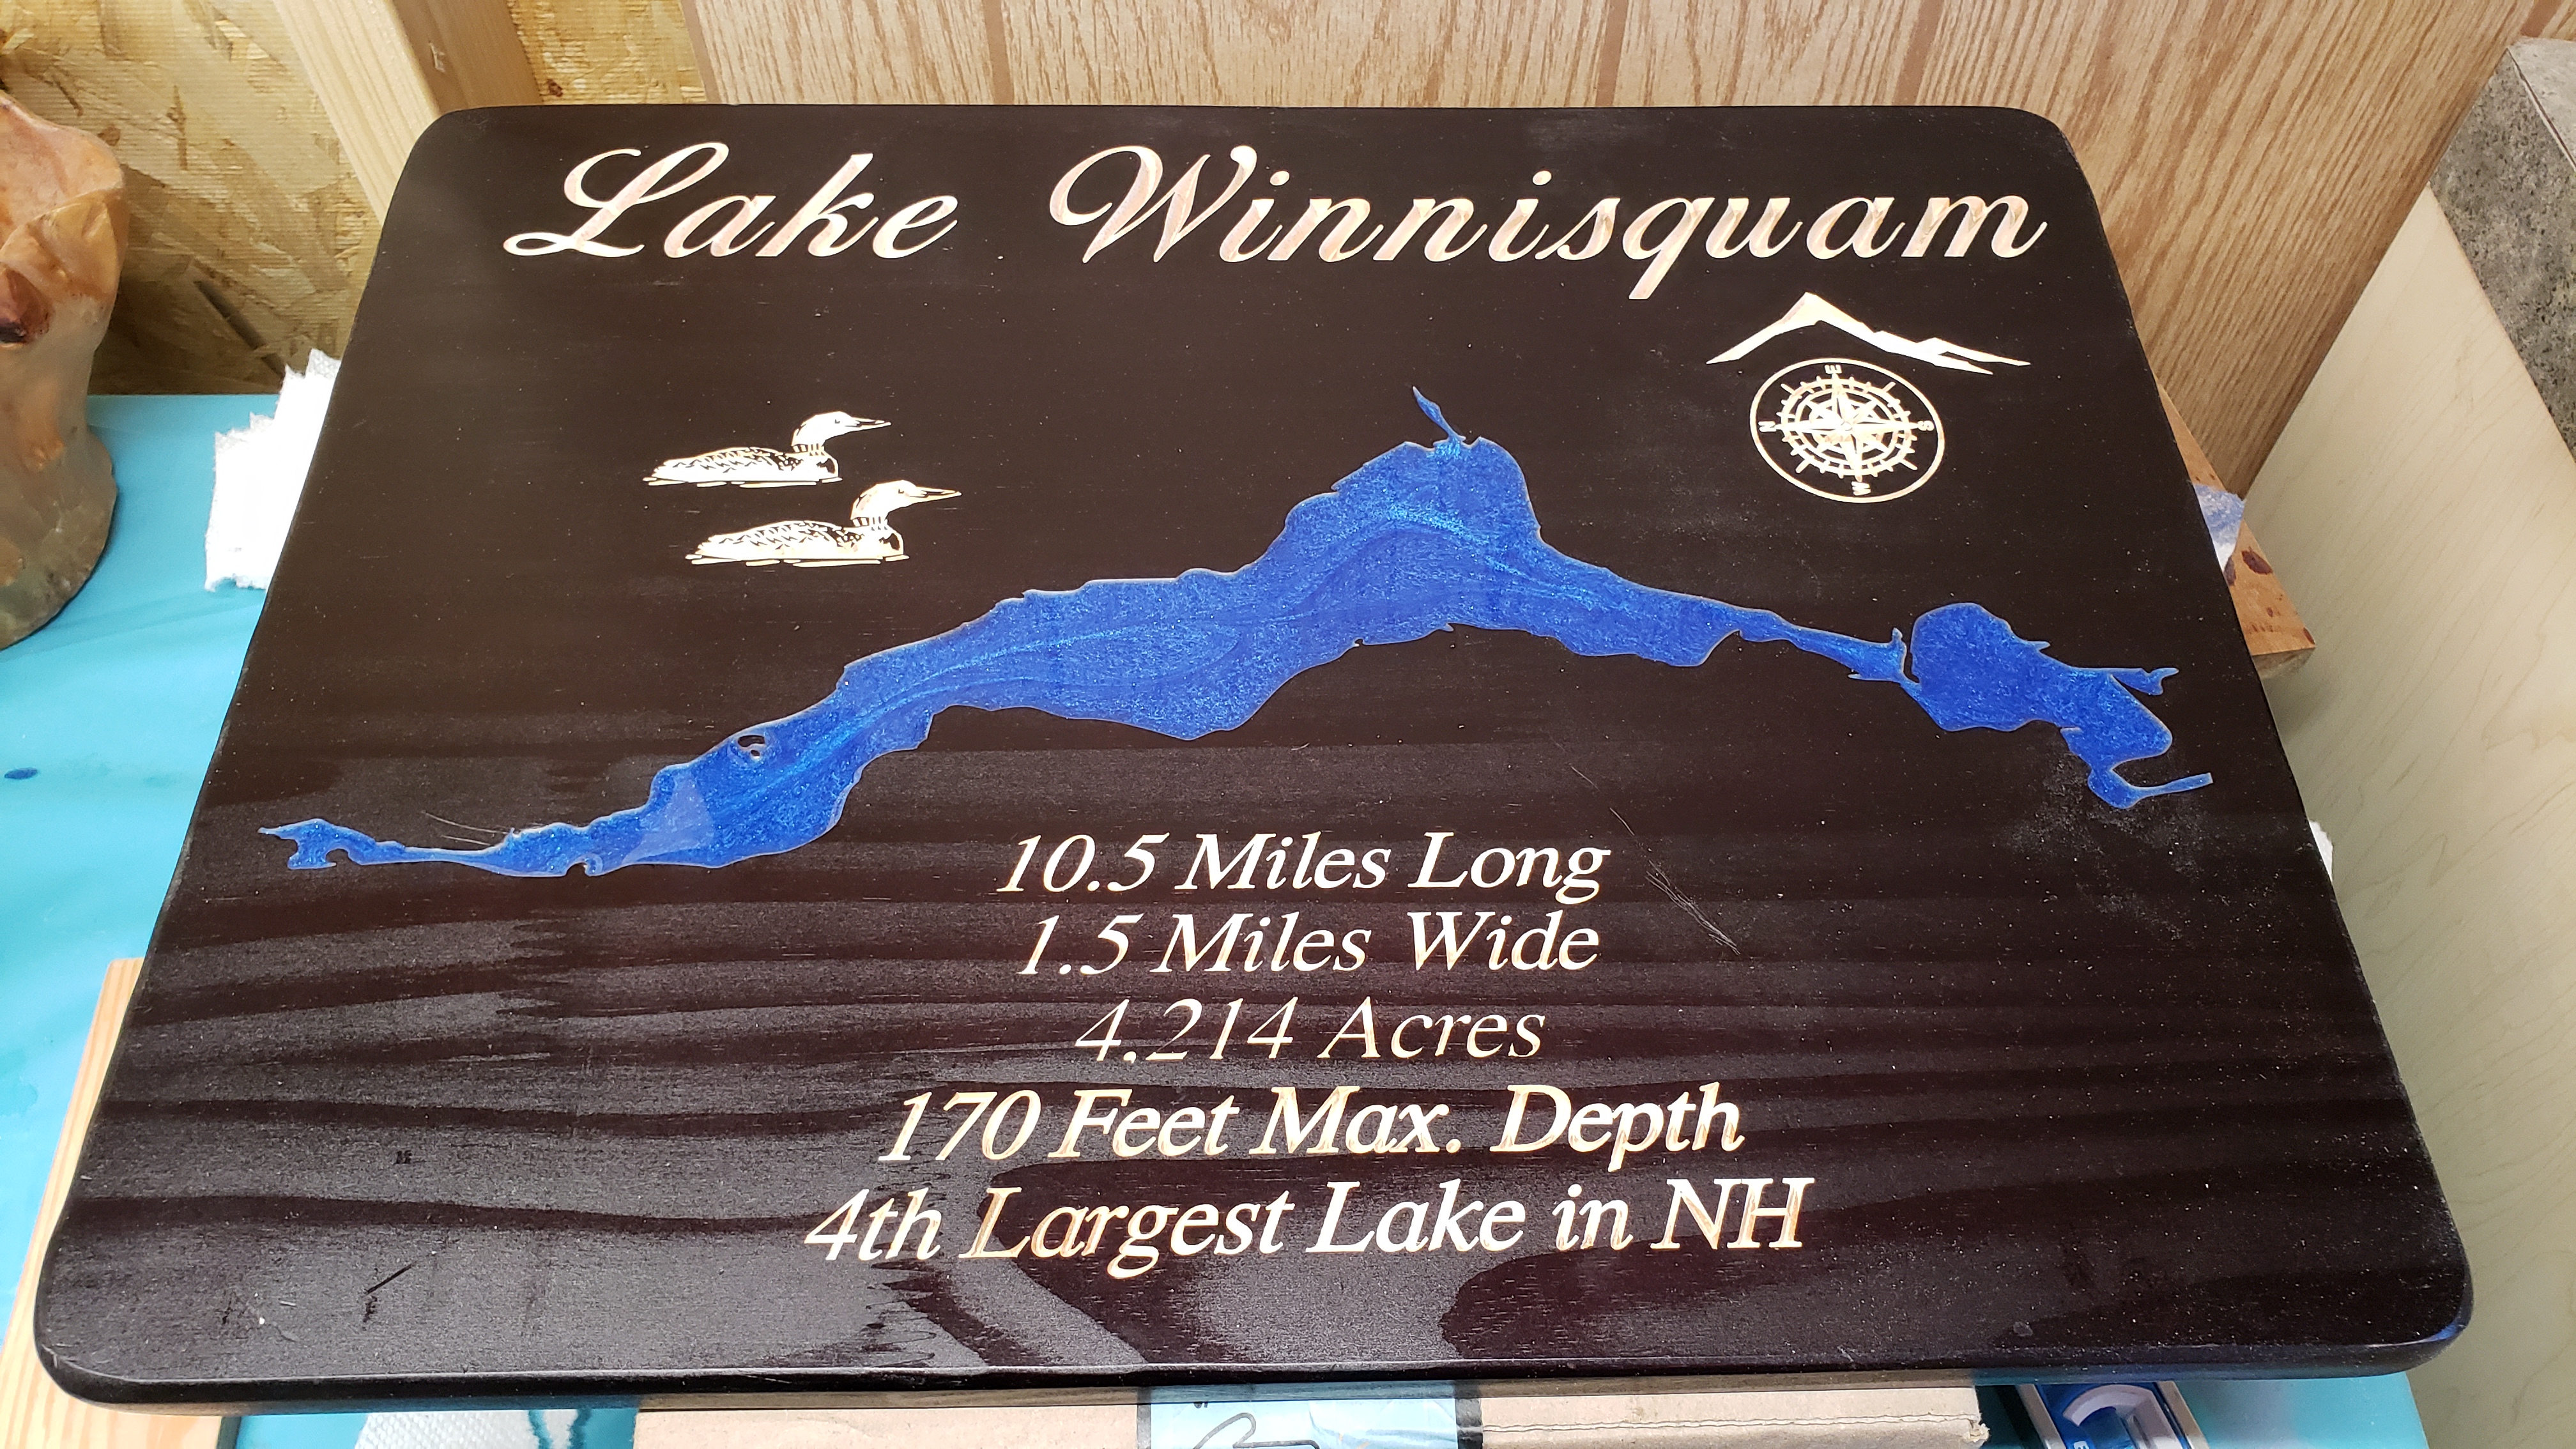 Lake Winnisquam
E
N S
W
10.5 Miles Long
1.5 Miles Wide
4.214 Acres
170 Feet Max. Depth
4th Largest Lake in NH